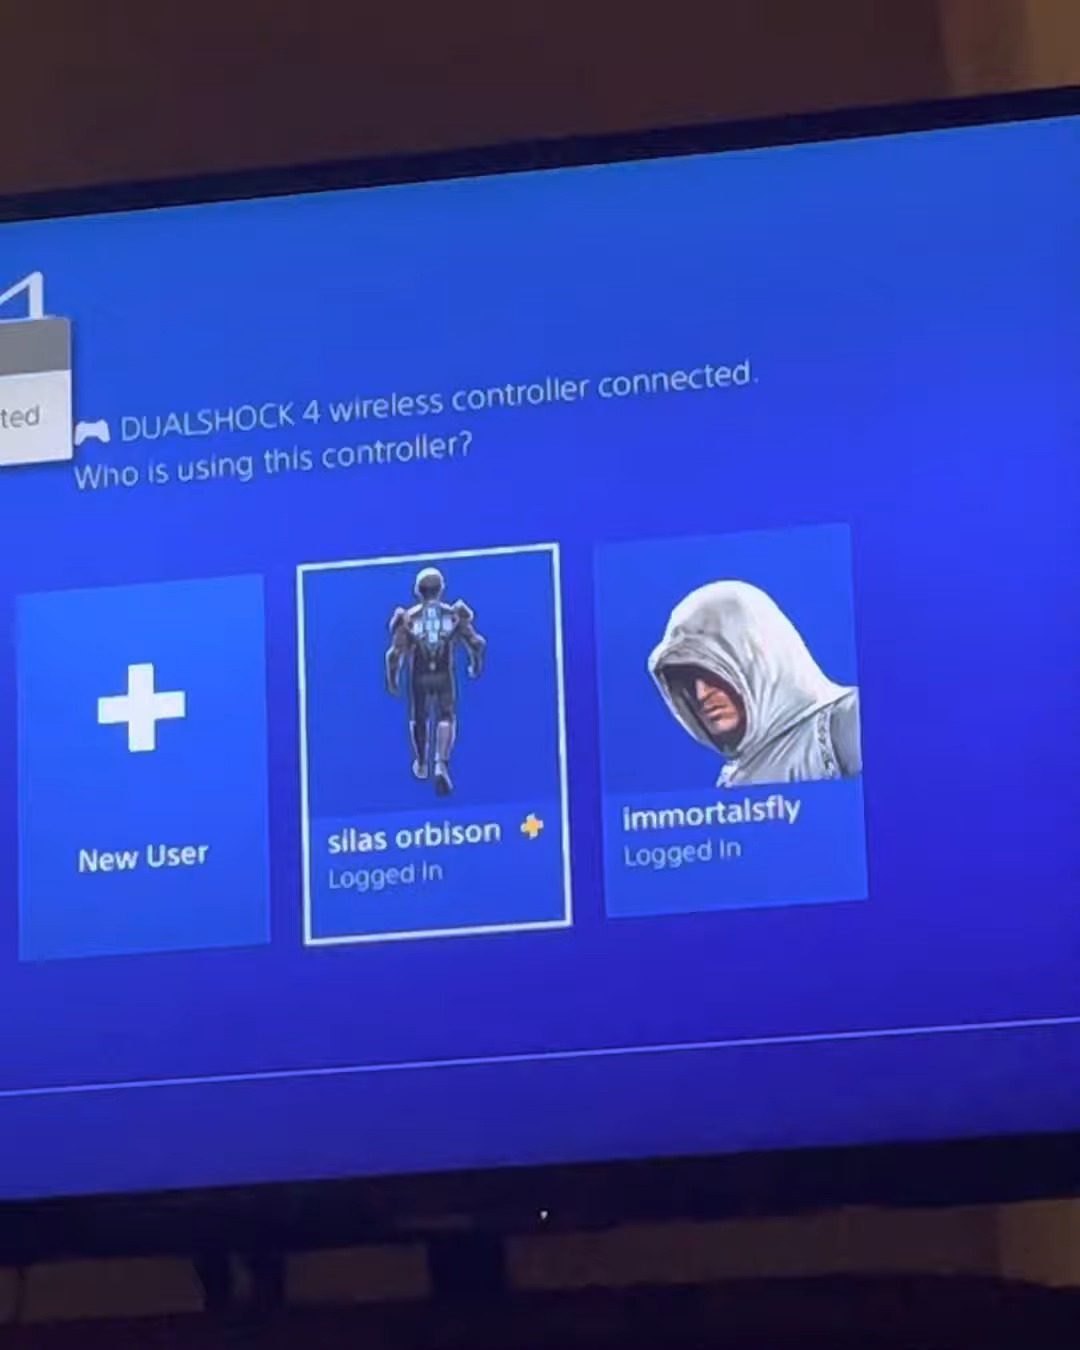 4
ted
DUALSHOCK 4 wireless controller connected.
Who is using this controller?
New User
silas orbison
Logged In
immortalsfly
Logged In